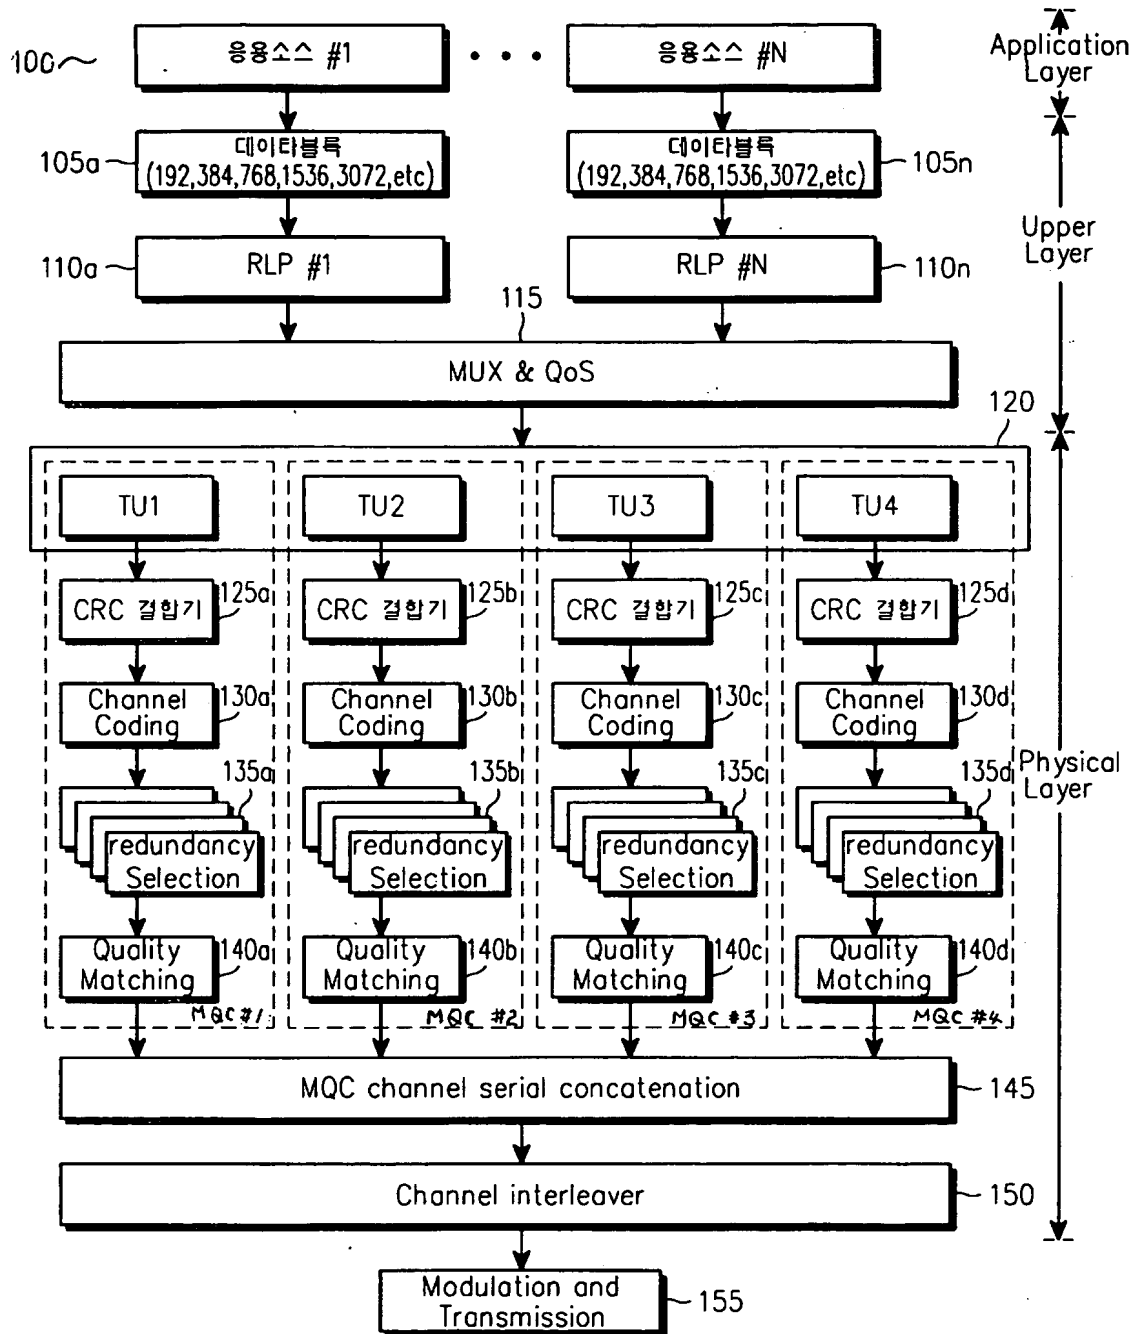 100
응용소스 #1
• • •
응용소스 #N
Application
Layer
105a
데이타블록
(192,384,768,1536,3072,etc)
데이타블록
(192,384,768,1536,3072,etc)
105n
Upper
Layer
110a
RLP #1
RLP #N
110n
115
MUX & QoS
120
TU1
TU2
TU3
TU4
CRC 결합기
125a
CRC 결합기
125b
CRC 결합기
125c
CRC 결합기
125d
Channel
Coding
130a
Channel
Coding
130b
Channel
Coding
130c
Channel
Coding
130d
Physical
Layer
135a
redundancy
Selection
135b
redundancy
Selection
135c
redundancy
Selection
135d
redundancy
Selection
Quality
Matching
140a
Quality
Matching
140b
Quality
Matching
140c
Quality
Matching
140d
MQC #1
MQC #2
MQC #3
MQC #4
MQC channel serial concatenation
145
Channel interleaver
150
Modulation and
Transmission
155